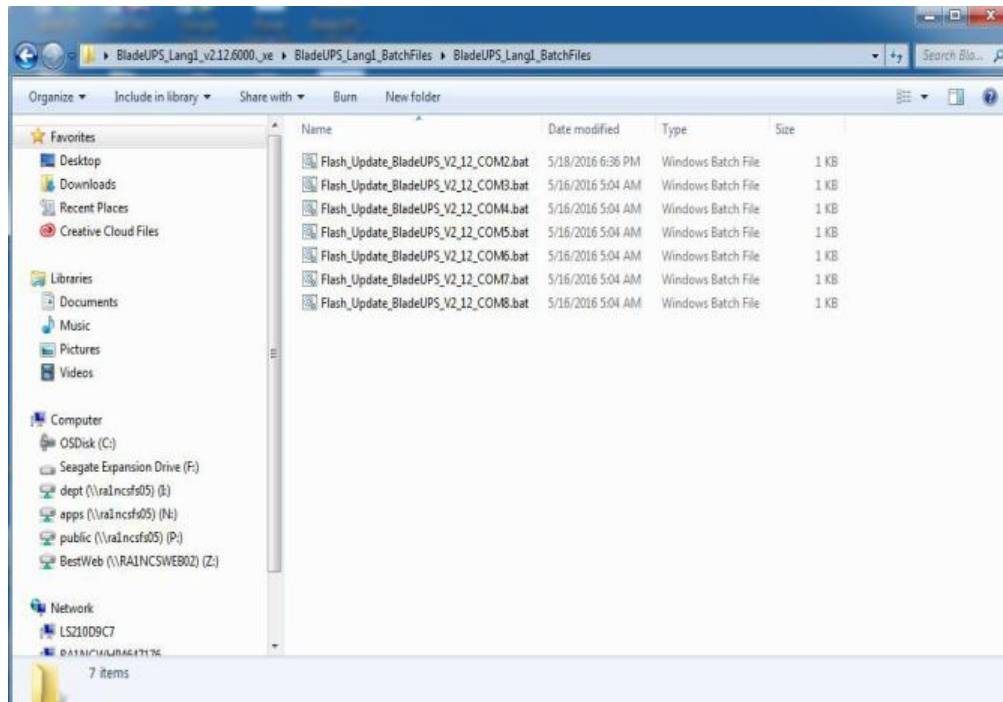 BladeUPS_Lang1_v2.12.6000._xe ▸ BladeUPS_Lang1_BatchFiles ▸ BladeUPS_Lang1_BatchFiles
Search Bla...
Organize Include in library Share with Burn New folder
Favorites
Desktop
Downloads
Recent Places
Creative Cloud Files
Libraries
Documents
Music
Pictures
Videos
Computer
OSDisk (C:)
Seagate Expansion Drive (F:)
dept (\\ra1ncsfs05) (I:)
apps (\\ra1ncsfs05) (N:)
public (\\ra1ncsfs05) (P:)
BestWeb (\\RA1NCSWEB02) (Z:)
Network
LS210D9C7
Name Date modified Type Size
Flash_Update_BladeUPS_V2_12_COM2.bat 5/18/2016 6:36 PM Windows Batch File 1 KB
Flash_Update_BladeUPS_V2_12_COM3.bat 5/16/2016 5:04 AM Windows Batch File 1 KB
Flash_Update_BladeUPS_V2_12_COM4.bat 5/16/2016 5:04 AM Windows Batch File 1 KB
Flash_Update_BladeUPS_V2_12_COM5.bat 5/16/2016 5:04 AM Windows Batch File 1 KB
Flash_Update_BladeUPS_V2_12_COM6.bat 5/16/2016 5:04 AM Windows Batch File 1 KB
Flash_Update_BladeUPS_V2_12_COM7.bat 5/16/2016 5:04 AM Windows Batch File 1 KB
Flash_Update_BladeUPS_V2_12_COM8.bat 5/16/2016 5:04 AM Windows Batch File 1 KB
7 items